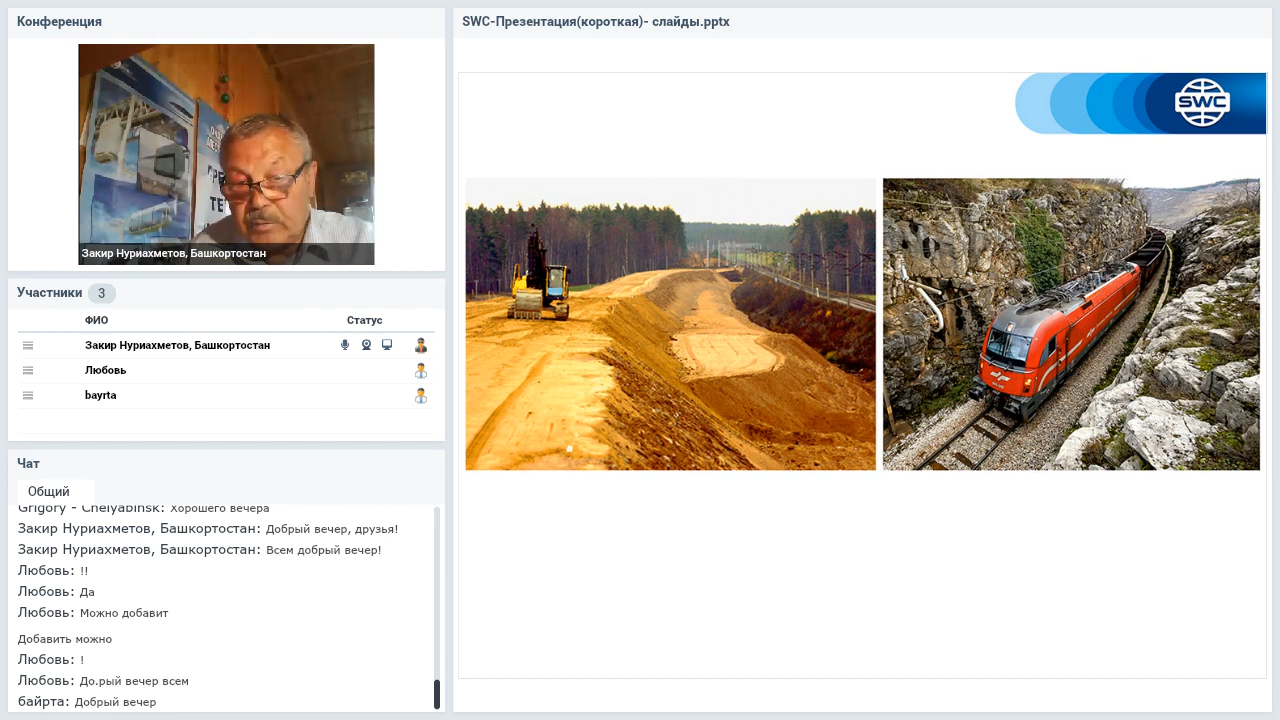 Конференция
Закир Нуриахметов, Башкортостан
Участники 3
ФИО Статус
Закир Нуриахметов, Башкортостан
Любовь
bayrta
Чат
Общий
Grigory - Chelyabinsk: Хорошего вечера
Закир Нуриахметов, Башкортостан: Добрый вечер, друзья!
Закир Нуриахметов, Башкортостан: Всем добрый вечер!
Любовь: !!
Любовь: Да
Любовь: Можно добавит
Добавить можно
Любовь: !
Любовь: До.рый вечер всем
байрта: Добрый вечер
SWC-Презентация(короткая)- слайды.pptx
SWC